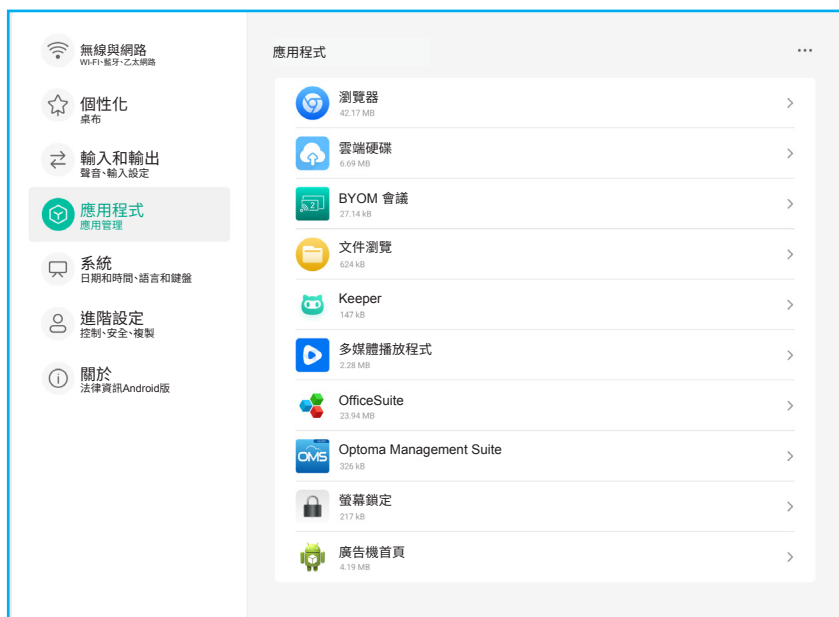 無線與網路
WI-FI、藍牙、乙太網路
個性化
桌布
輸入和輸出
聲音、輸入設定
應用程式
應用管理
系統
日期和時間、語言和鍵盤
進階設定
控制、安全、複製
關於
法律資訊Android版
應用程式
瀏覽器
42.17 MB
雲端硬碟
6.69 MB
BYOM 會議
27.14 kB
文件瀏覽
624 kB
Keeper
147 kB
多媒體播放程式
2.28 MB
OfficeSuite
23.94 MB
OMS
Optoma Management Suite
326 kB
螢幕鎖定
217 kB
廣告機首頁
4.19 MB